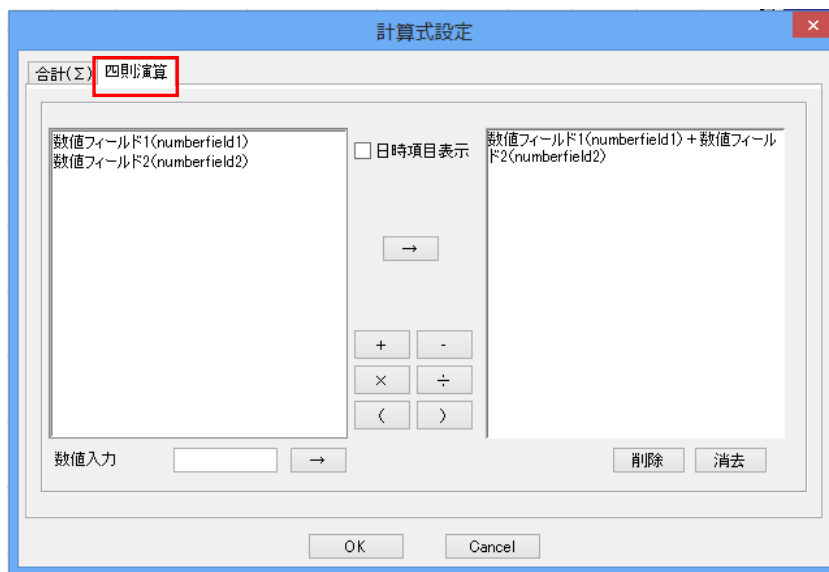 計算式設定
合計(Σ) 四則演算
数値フィールド1(numberfield1)
数値フィールド2(numberfield2)
日時項目表示
数値フィールド1(numberfield1)＋数値フィール
ド2(numberfield2)
→
+ -
× ÷
( )
数値入力 →
削除 消去
OK Cancel